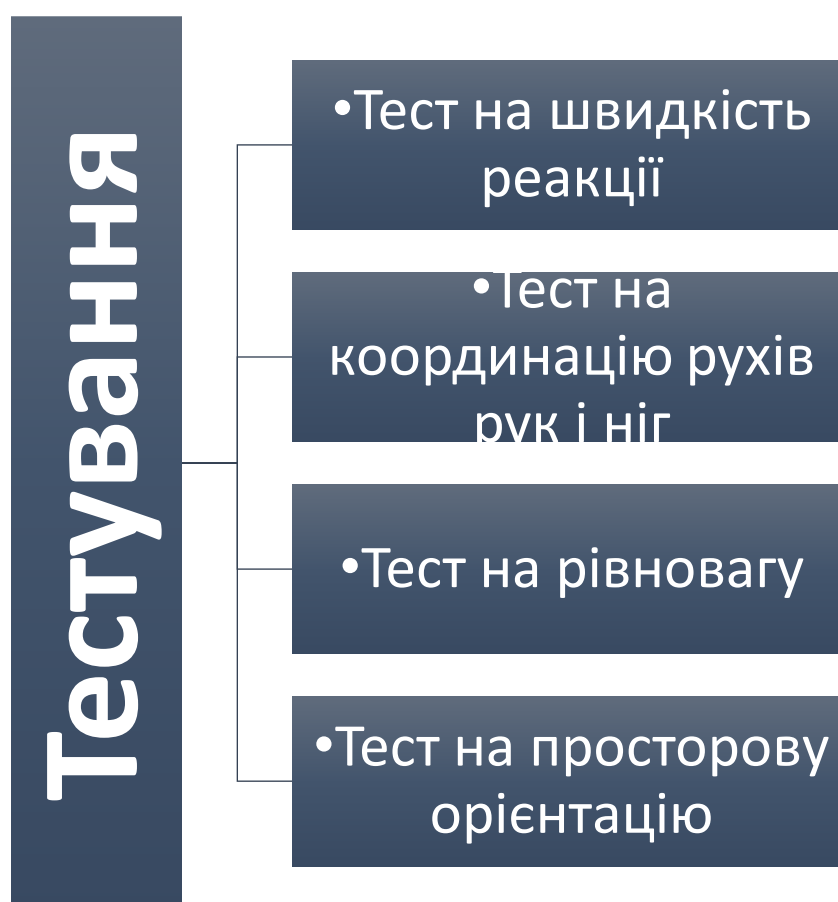 Тестування
•Тест на швидкість
реакції
•Тест на
координацію рухів
рук і ніг
•Тест на рівновагу
•Тест на просторову
орієнтацію